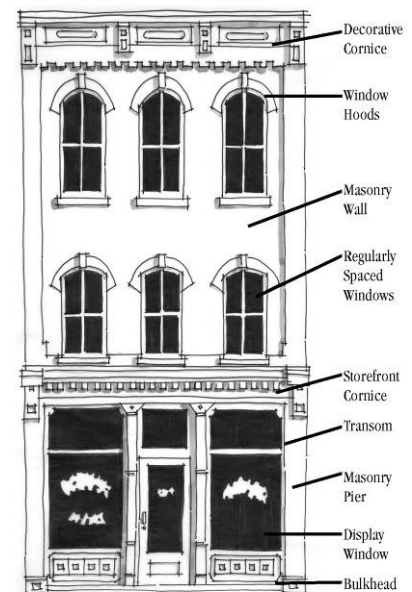 Decorative
Cornice
Window
Hoods
Masonry
Wall
Regularly
Spaced
Windows
Storefront
Cornice
Transom
Masonry
Pier
Display
Window
Bulkhead